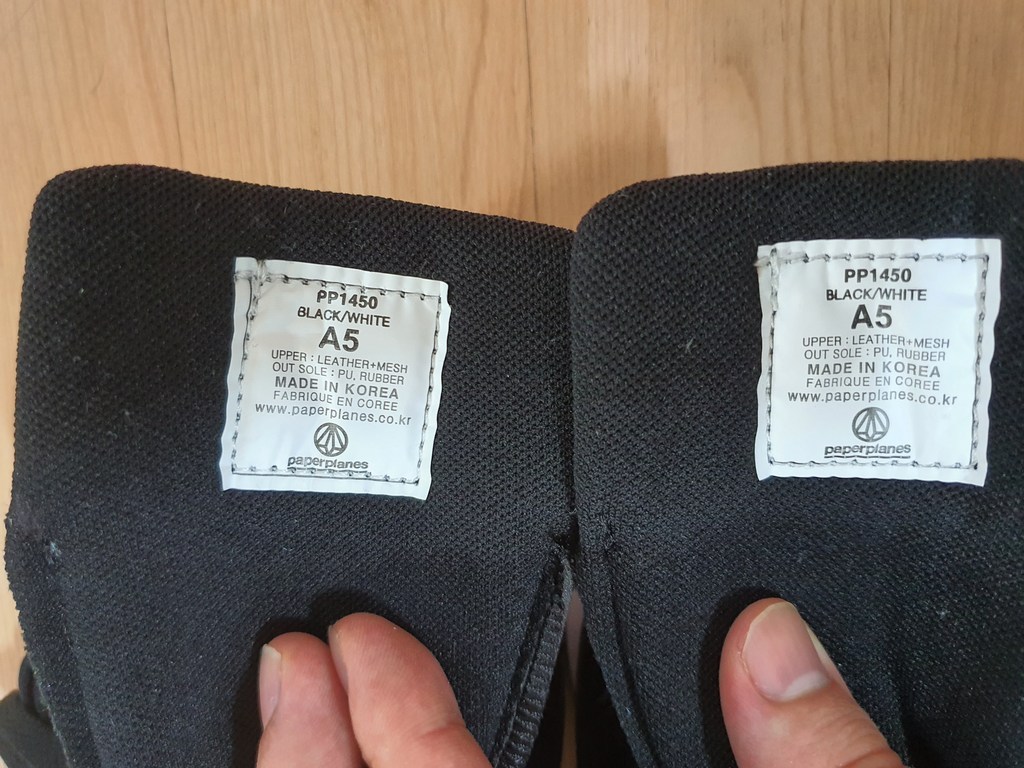 PP1450
BLACK/WHITE
A5
UPPER : LEATHER+MESH
OUT SOLE : PU, RUBBER
MADE IN KOREA
FABRIQUE EN COREE
www.paperplanes.co.kr
paperplanes
PP1450
BLACK/WHITE
A5
UPPER : LEATHER+MESH
OUT SOLE : PU, RUBBER
MADE IN KOREA
FABRIQUE EN COREE
www.paperplanes.co.kr
paperplanes